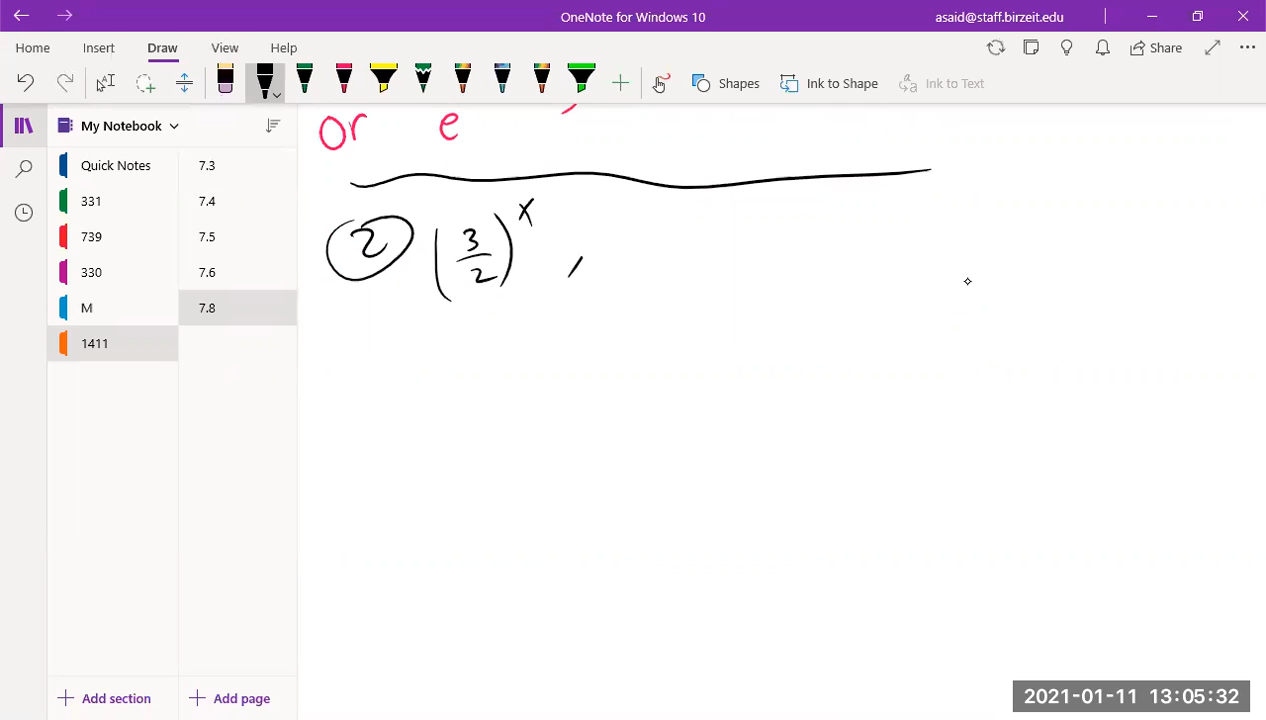 OneNote for Windows 10
asaid@staff.birzeit.edu
Home Insert Draw View Help
Share
Shapes Ink to Shape Ink to Text
My Notebook
Quick Notes 7.3
331 7.4
739 7.5
330 7.6
M 7.8
1411
or e ,
② (3/2)^x ,
Add section Add page
2021-01-11 13:05:32